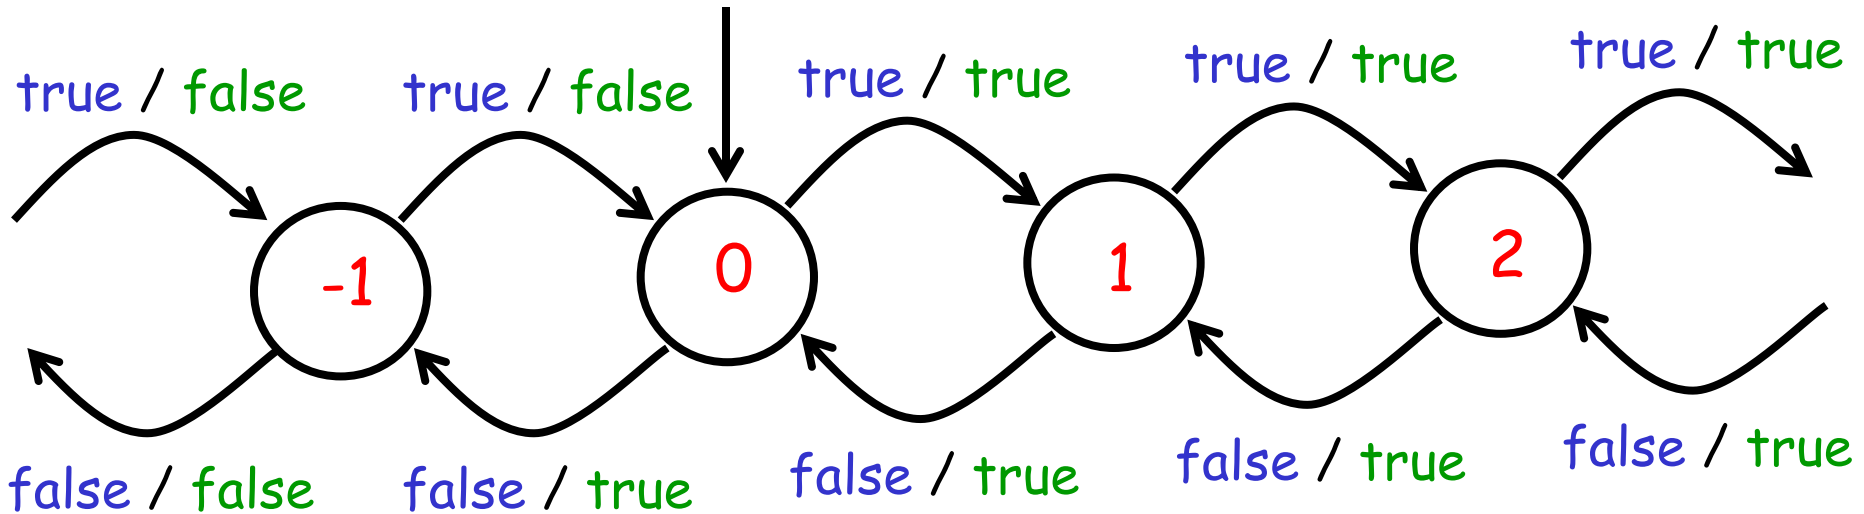 true / false
true / false
true / true
true / true
true / true
-1
0
1
2
false / false
false / true
false / true
false / true
false / true